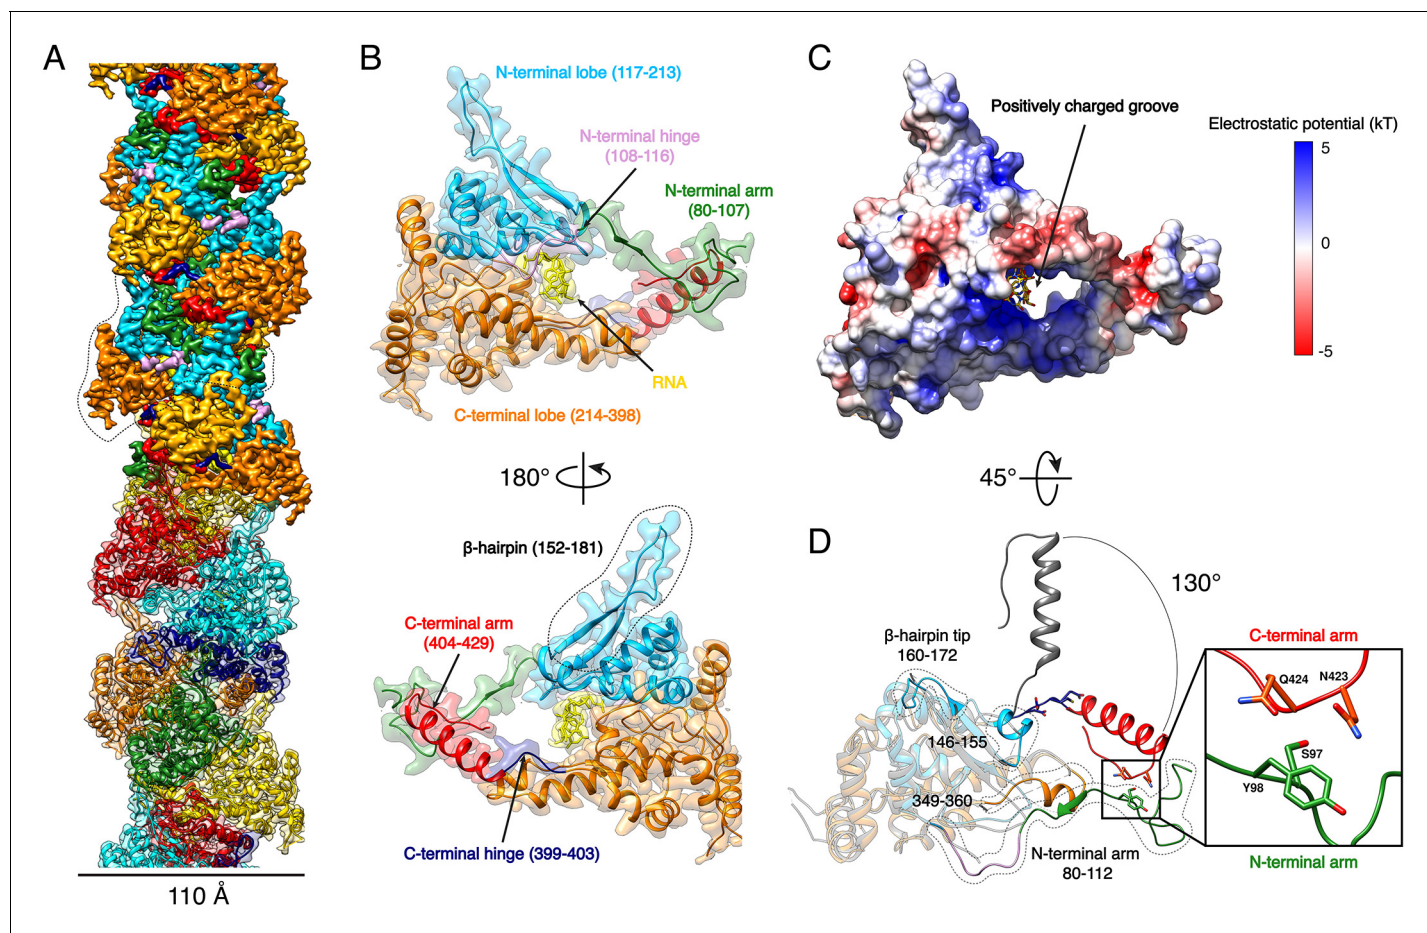 A
110 Å
B
N-terminal lobe (117-213)
N-terminal hinge
(108-116)
N-terminal arm
(80-107)
RNA
C-terminal lobe (214-398)
180°
β-hairpin (152-181)
C-terminal arm
(404-429)
C-terminal hinge (399-403)
C
Positively charged groove
Electrostatic potential (kT)
5
0
-5
45°
D
130°
β-hairpin tip
160-172
146-155
349-360
N-terminal arm
80-112
C-terminal arm
Q424
N423
S97
Y98
N-terminal arm